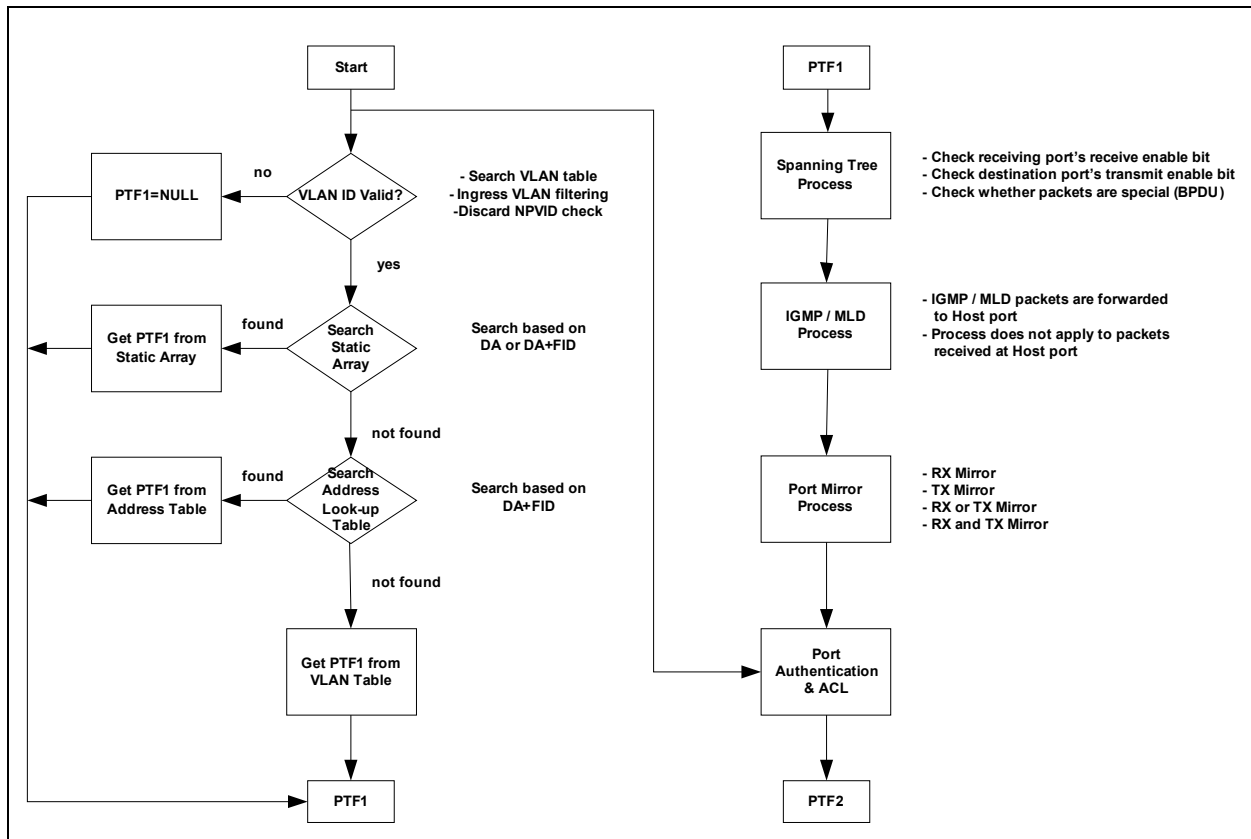 Start
VLAN ID Valid?
no
PTF1=NULL
- Search VLAN table
- Ingress VLAN filtering
-Discard NPVID check
yes
Search
Static
Array
found
Get PTF1 from
Static Array
Search based on
DA or DA+FID
not found
Search
Address
Look-up
Table
found
Get PTF1 from
Address Table
Search based on
DA+FID
not found
Get PTF1 from
VLAN Table
PTF1
PTF1
Spanning Tree
Process
- Check receiving port’s receive enable bit
- Check destination port’s transmit enable bit
- Check whether packets are special (BPDU)
IGMP / MLD
Process
- IGMP / MLD packets are forwarded
to Host port
- Process does not apply to packets
received at Host port
Port Mirror
Process
- RX Mirror
- TX Mirror
- RX or TX Mirror
- RX and TX Mirror
Port
Authentication
& ACL
PTF2